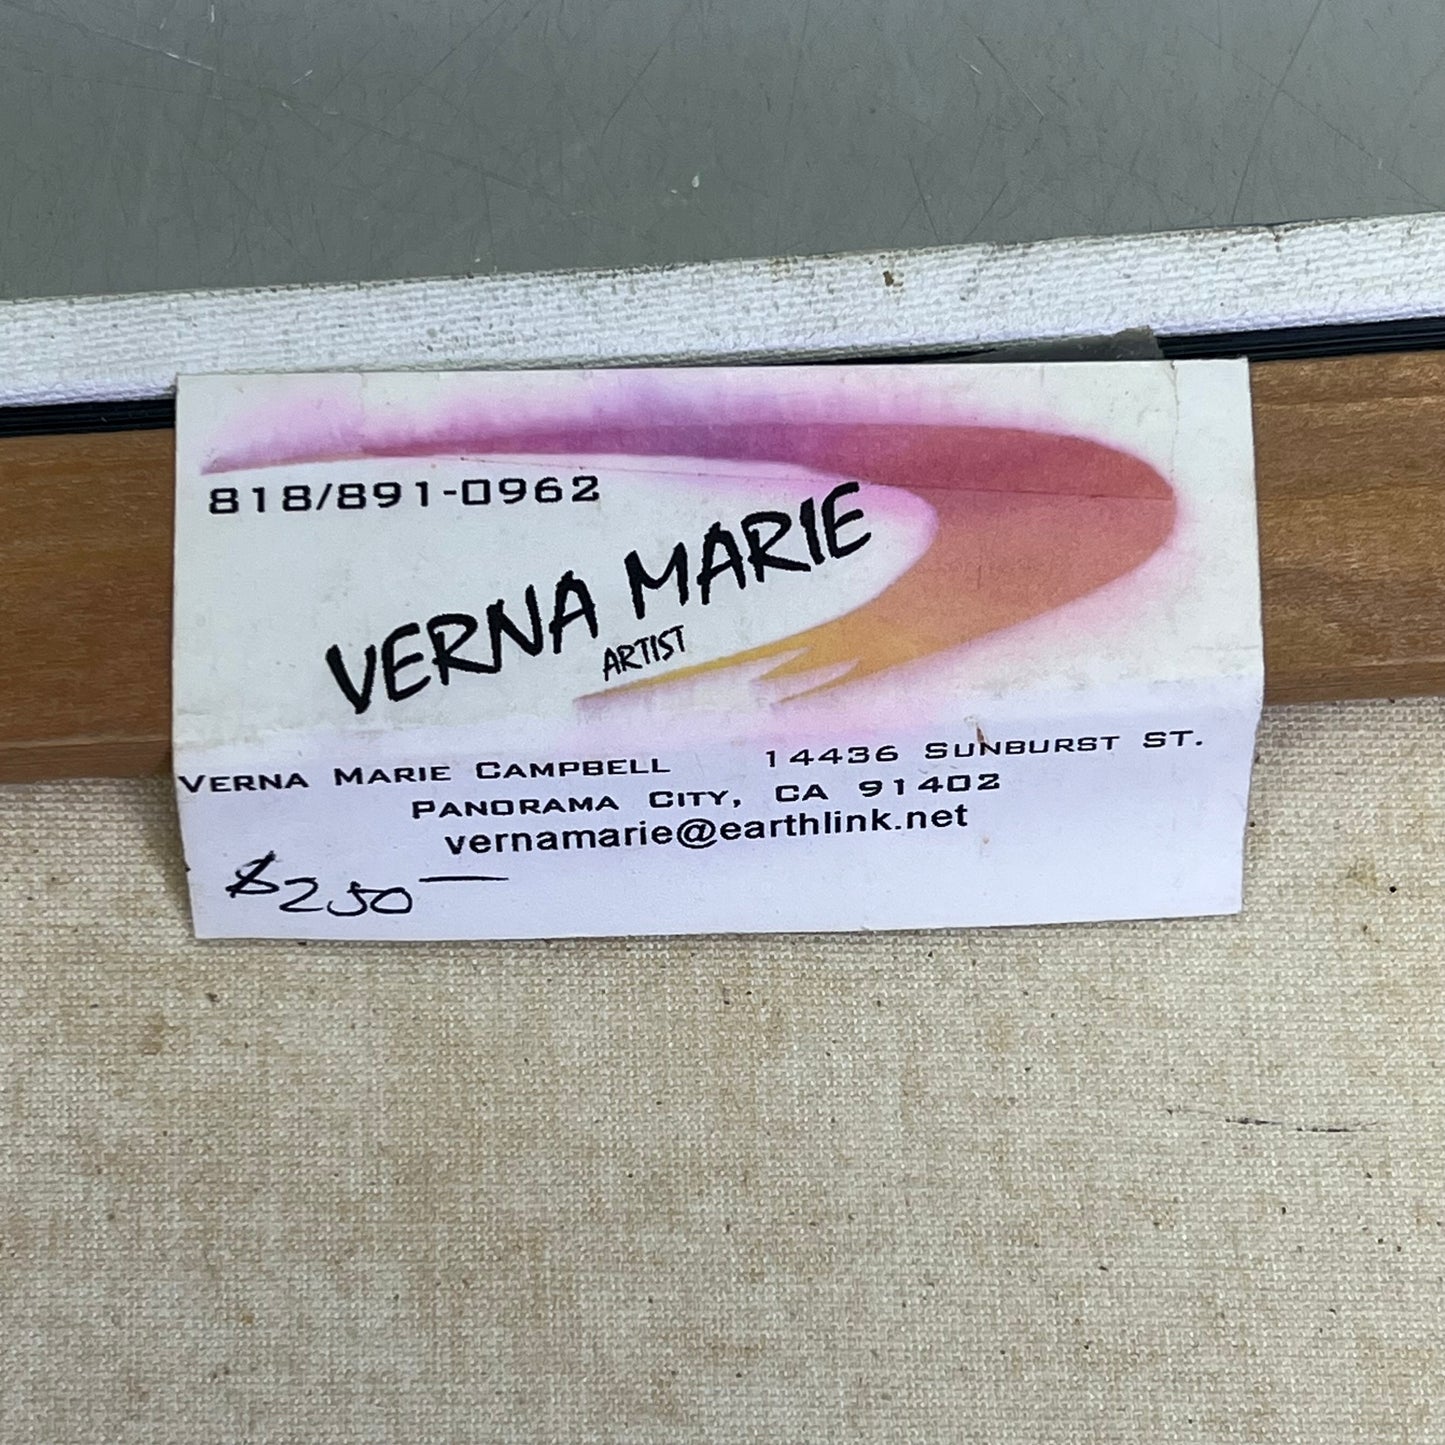 818/891-0962
VERNA MARIE
ARTIST
VERNA MARIE CAMPBELL 14436 SUNBURST ST.
PANORAMA CITY, CA 91402
vernamarie@earthlink.net
$250—